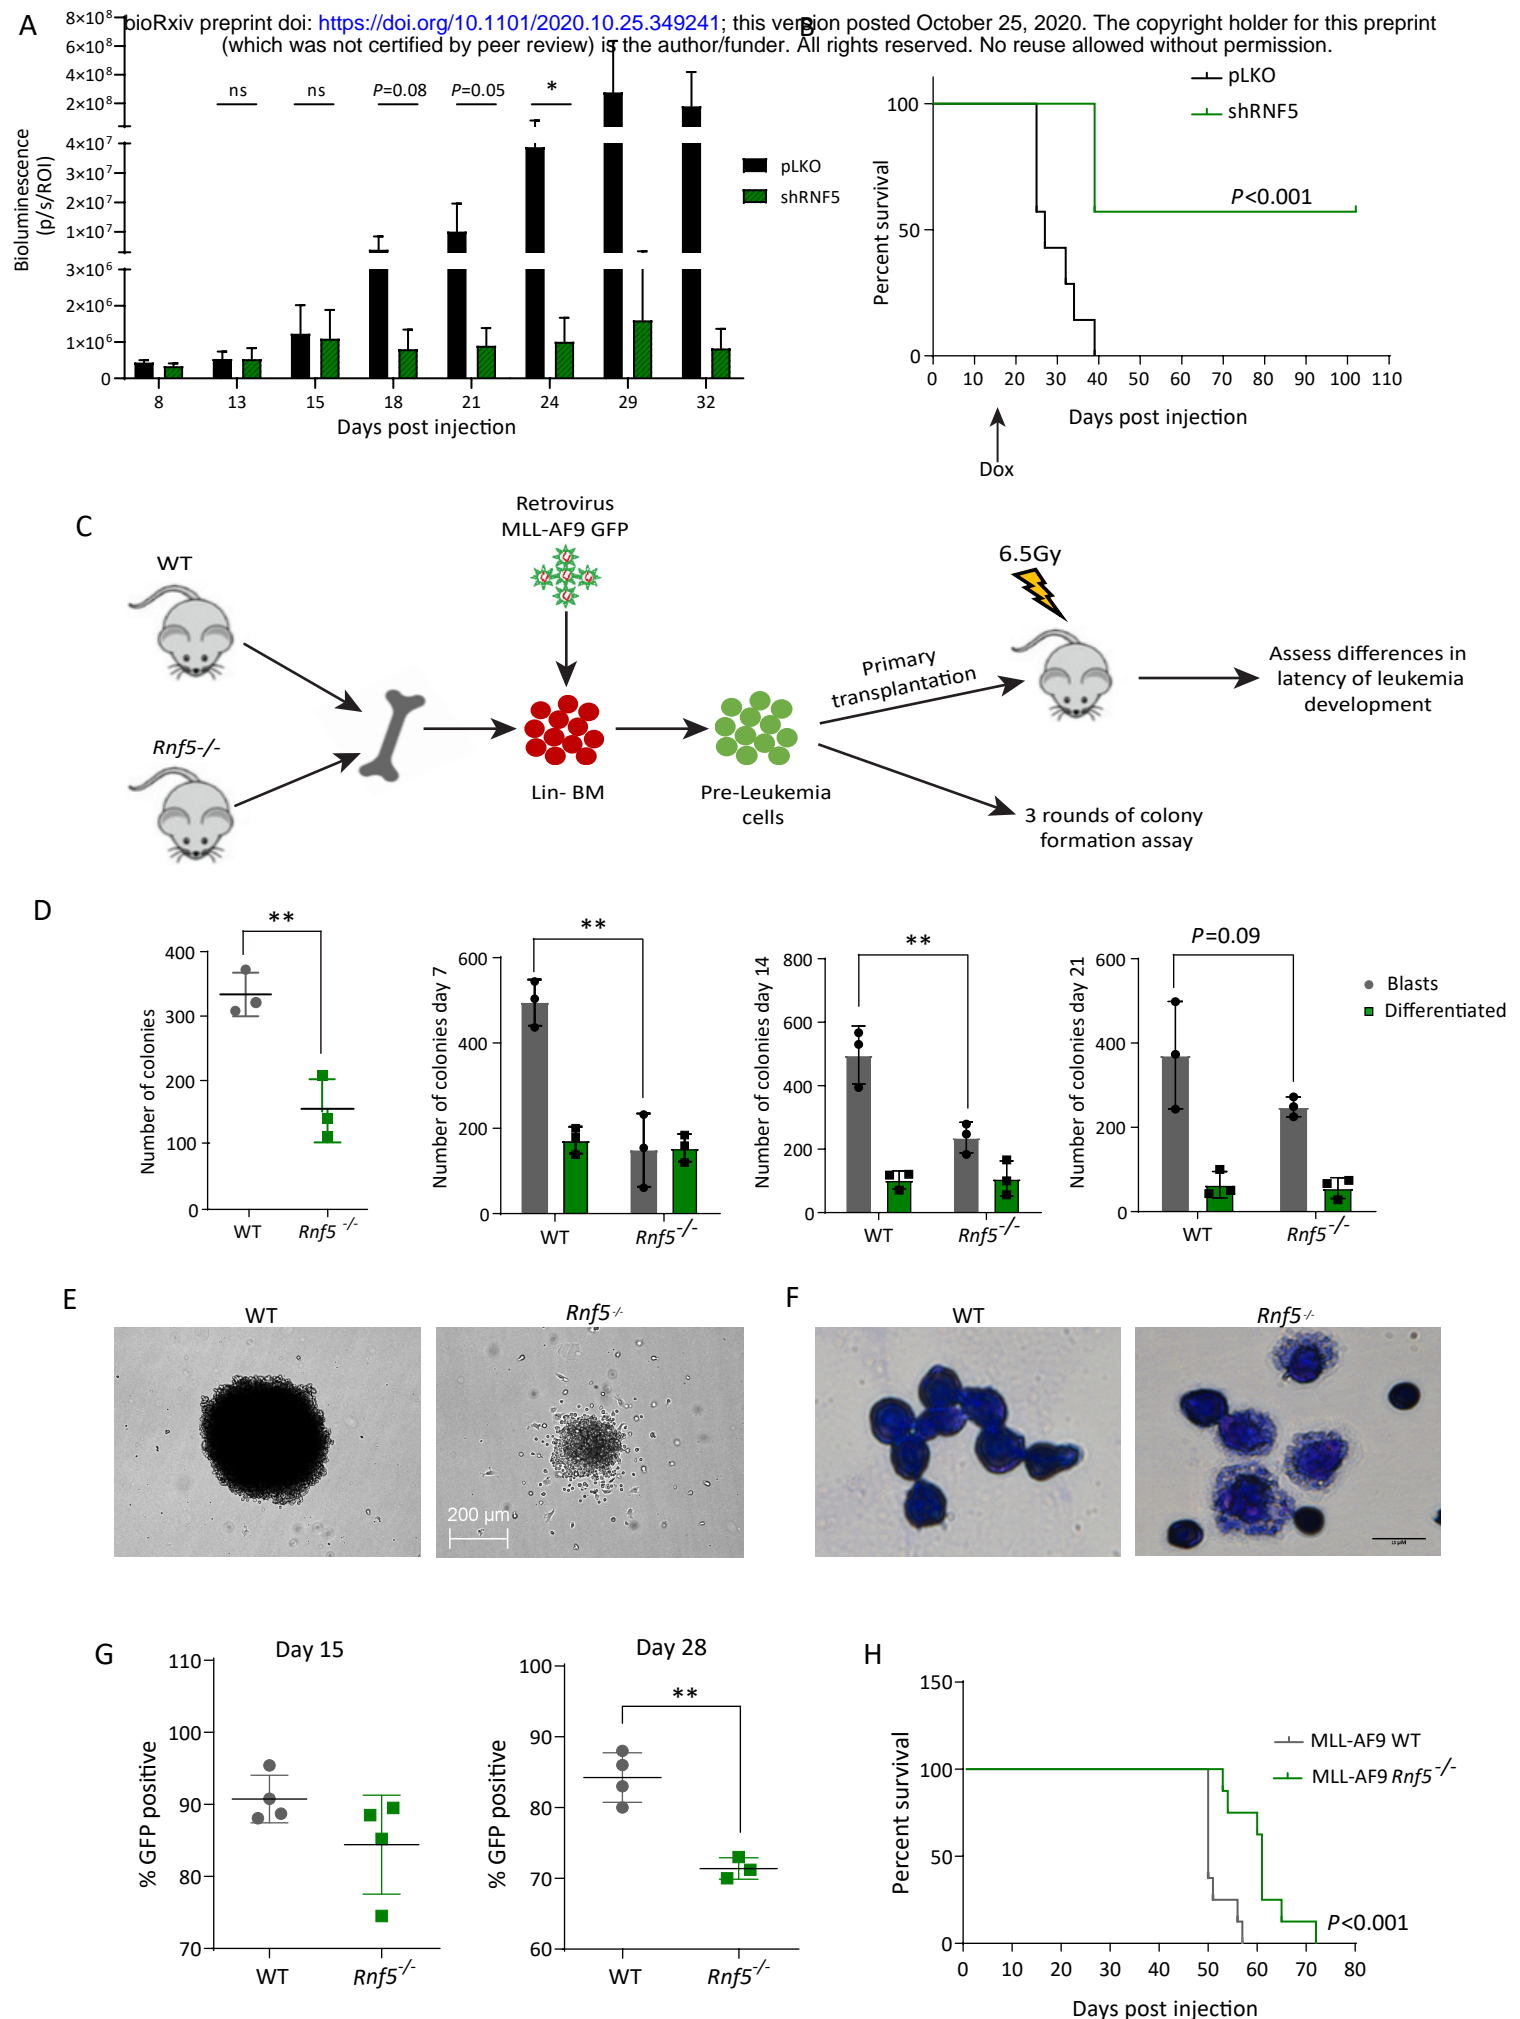 bioRxiv preprint doi: https://doi.org/10.1101/2020.10.25.349241; this version posted October 25, 2020. The copyright holder for this preprint
(which was not certified by peer review) is the author/funder. All rights reserved. No reuse allowed without permission.
A
8×10⁸
6×10⁸
4×10⁸
2×10⁸
4×10⁷
3×10⁷
2×10⁷
1×10⁷
3×10⁶
2×10⁶
1×10⁶
0
Bioluminescence
(p/s/ROI)
ns
ns
P=0.08
P=0.05
*
pLKO
shRNF5
8 13 15 18 21 24 29 32
Days post injection
B
pLKO
shRNF5
Percent survival
100
50
0
P<0.001
0 10 20 30 40 50 60 70 80 90 100 110
Days post injection
Dox
C
WT
Rnf5-/-
Retrovirus
MLL-AF9 GFP
Lin- BM
Pre-Leukemia
cells
Primary
transplantation
6.5Gy
Assess differences in
latency of leukemia
development
3 rounds of colony
formation assay
D
Number of colonies
400
300
200
100
0
**
WT Rnf5⁻/⁻
Number of colonies day 7
600
400
200
0
**
WT Rnf5⁻/⁻
Number of colonies day 14
800
600
400
200
0
**
WT Rnf5⁻/⁻
Number of colonies day 21
600
400
200
0
P=0.09
WT Rnf5⁻/⁻
Blasts
Differentiated
E
WT
Rnf5⁻/⁻
200 µm
F
WT
Rnf5⁻/⁻
G
Day 15
% GFP positive
110
100
90
80
70
WT Rnf5⁻/⁻
Day 28
% GFP positive
100
90
80
70
60
**
WT Rnf5⁻/⁻
H
Percent survival
150
100
50
0
MLL-AF9 WT
MLL-AF9 Rnf5⁻/⁻
P<0.001
0 10 20 30 40 50 60 70 80
Days post injection